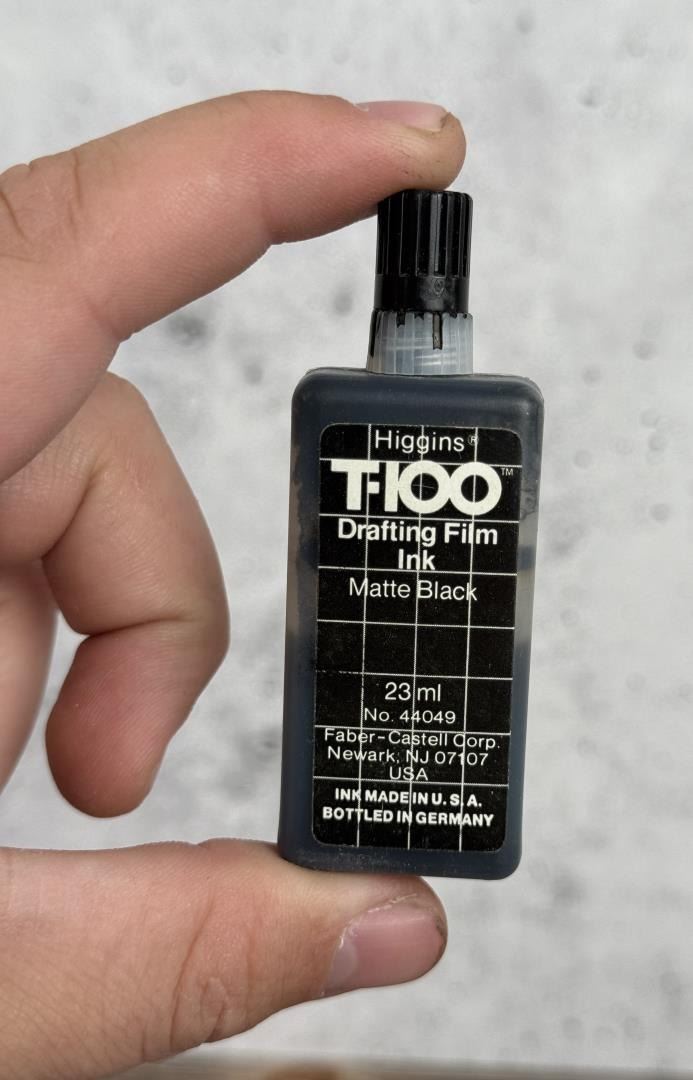 Higgins®
T-100™
Drafting Film
Ink
Matte Black
23 ml
No. 44049
Faber-Castell Corp.
Newark, NJ 07107
USA
INK MADE IN U.S.A.
BOTTLED IN GERMANY